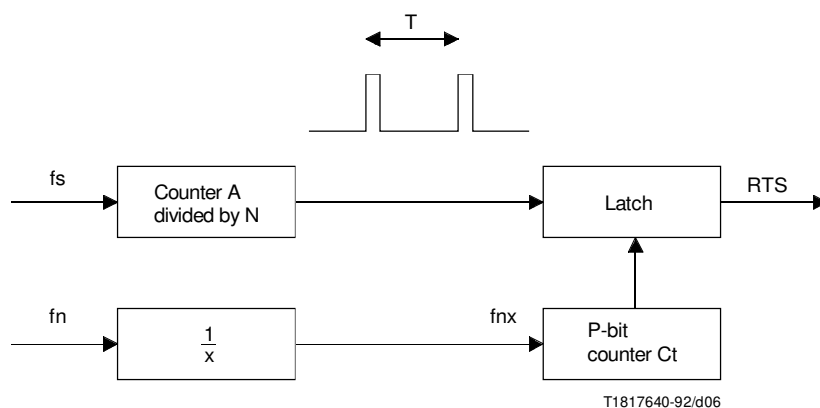 T
fs
Counter A
divided by N
Latch
RTS
fn
1
x
fnx
P-bit
counter Ct
T1817640-92/d06